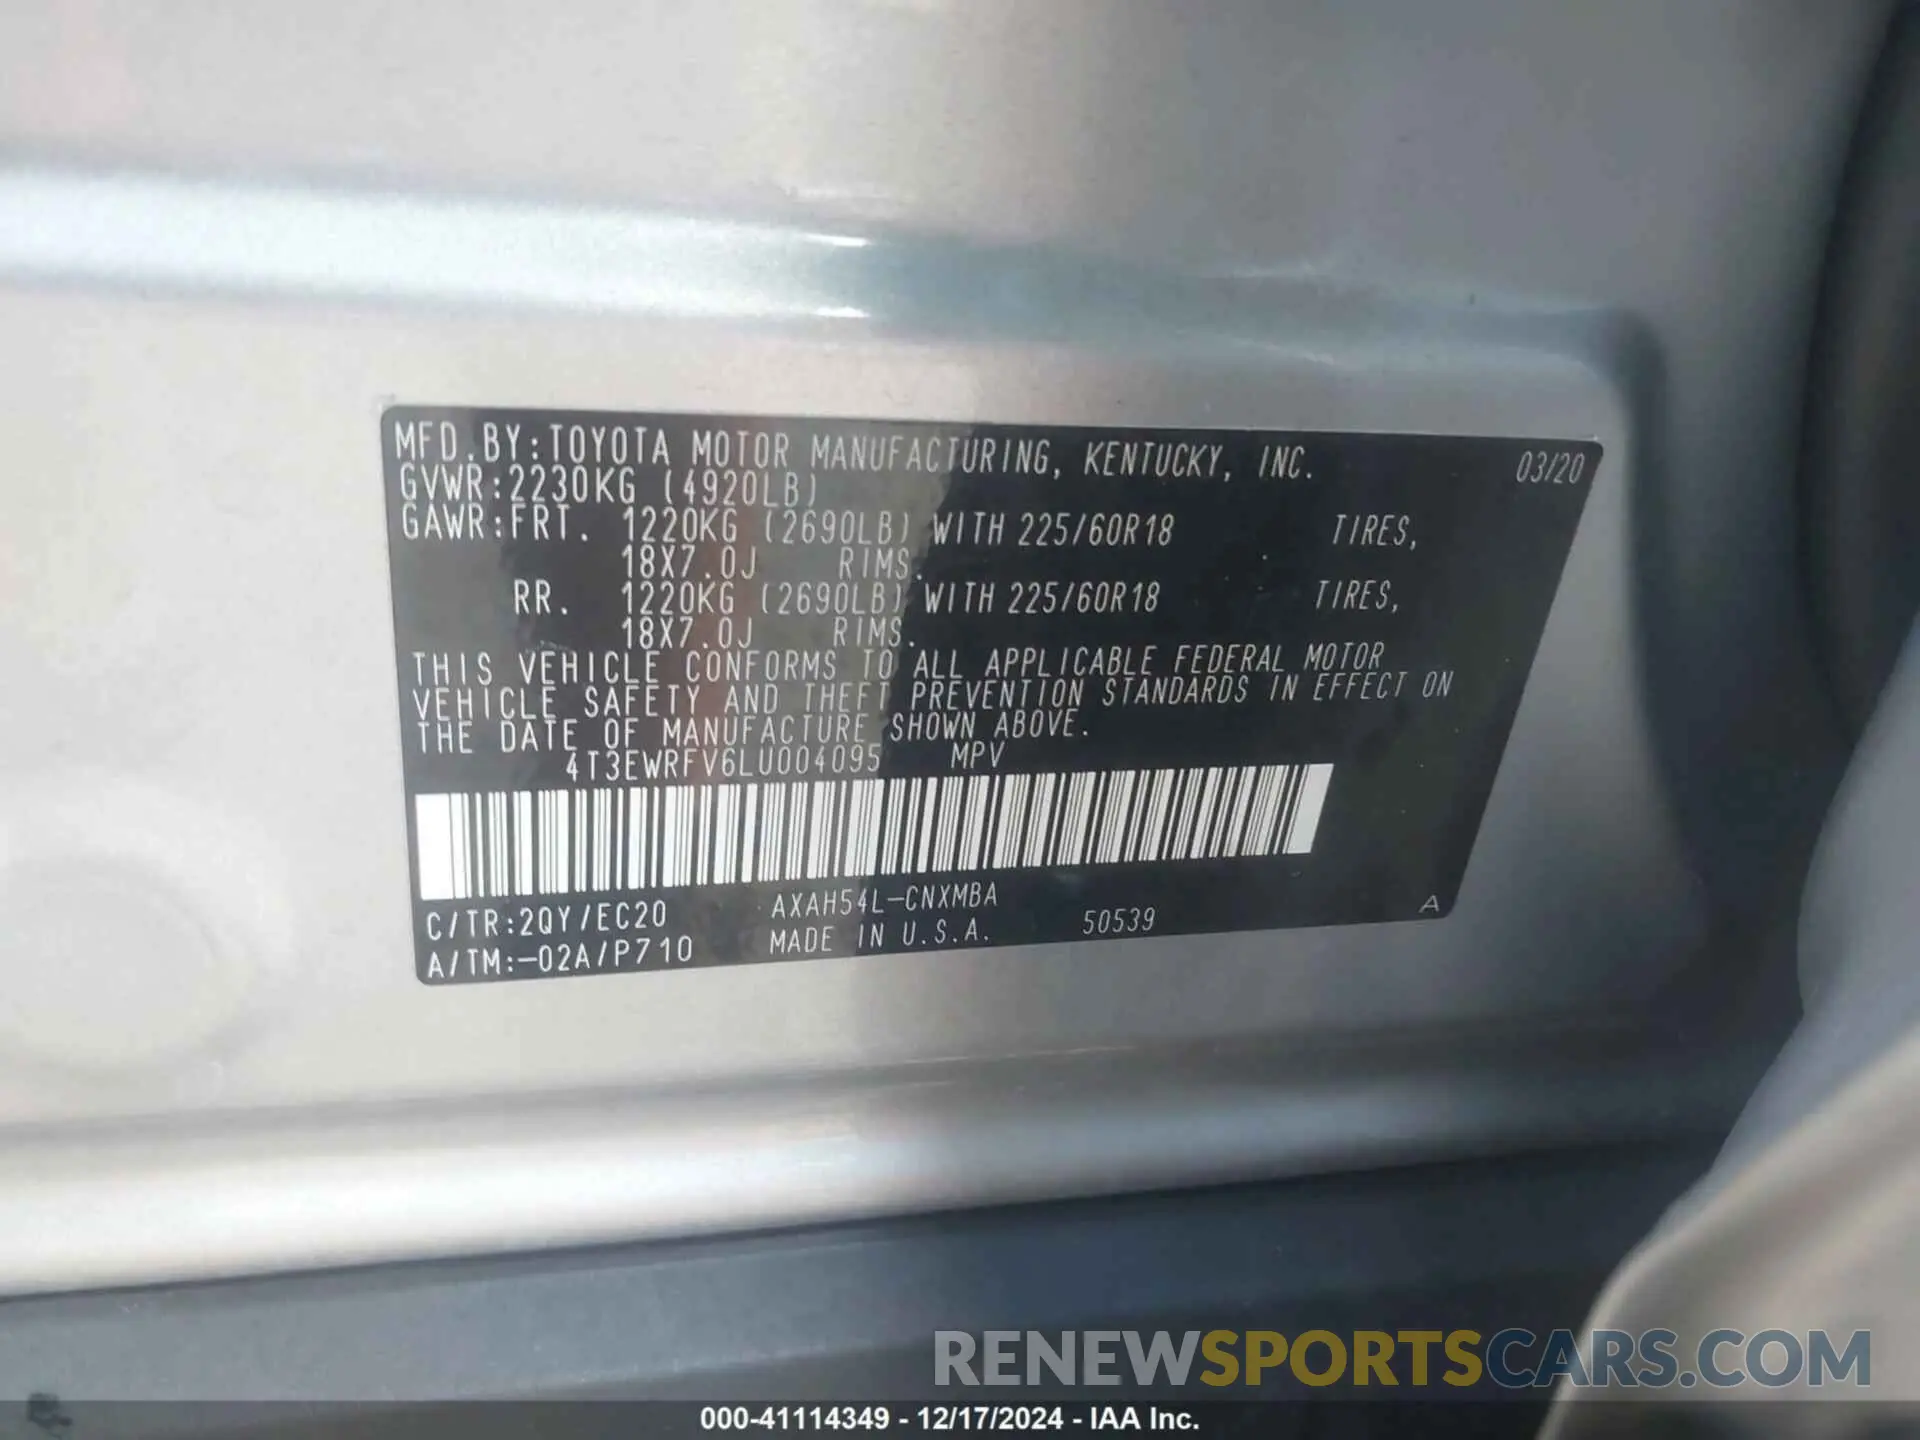 MFD.BY:TOYOTA MOTOR MANUFACTURING, KENTUCKY, INC. 03/20
GVWR:2230KG (4920LB)
GAWR:FRT. 1220KG (2690LB) WITH 225/60R18 TIRES,
18X7.0J RIMS.
RR. 1220KG (2690LB) WITH 225/60R18 TIRES,
18X7.0J RIMS.
THIS VEHICLE CONFORMS TO ALL APPLICABLE FEDERAL MOTOR
VEHICLE SAFETY AND THEFT PREVENTION STANDARDS IN EFFECT ON
THE DATE OF MANUFACTURE SHOWN ABOVE.
4T3EWRFV6LU004095 MPV
C/TR:2QY/EC20 AXAH54L-CNXMBA
A/TM:-02A/P710 MADE IN U.S.A. 50539 A
RENEWSPORTSCARS.COM
000-41114349 - 12/17/2024 - IAA Inc.